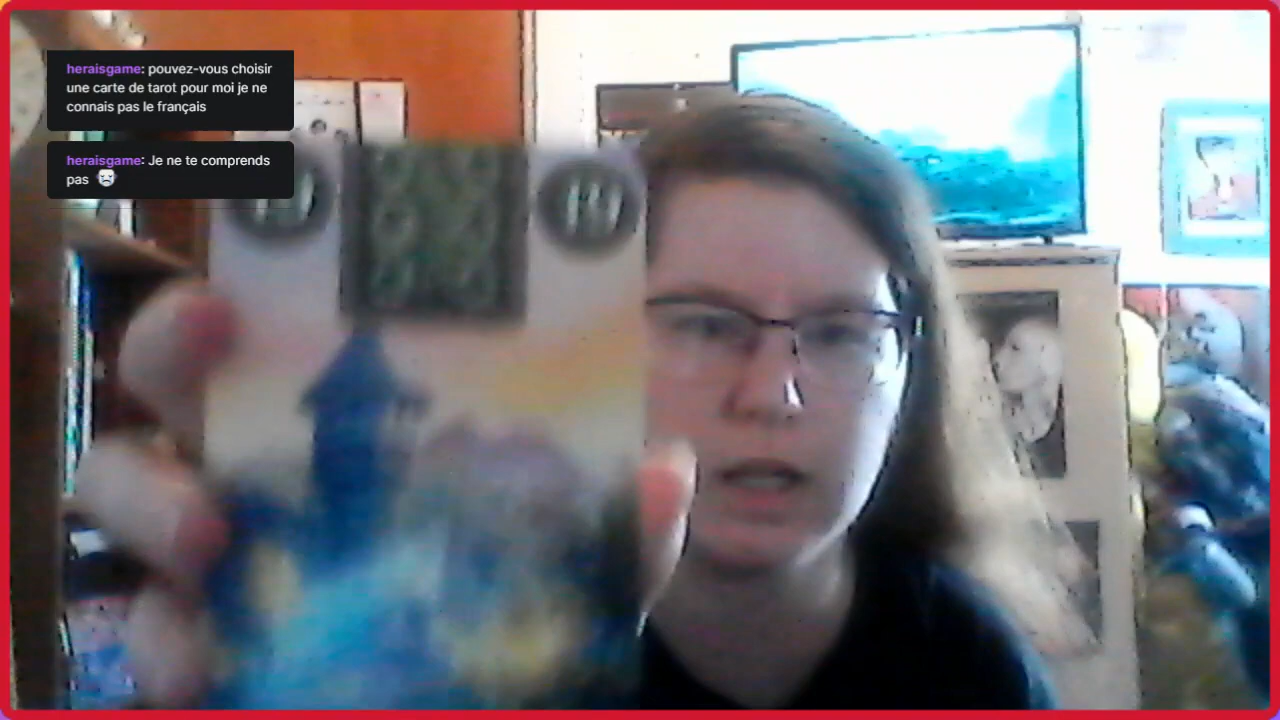 heraisgame: pouvez-vous choisir
une carte de tarot pour moi je ne
connais pas le français
heraisgame: Je ne te comprends
pas 😭